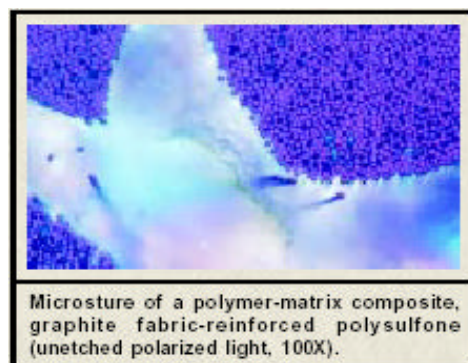 Microsture of a polymer-matrix composite,
graphite fabric-reinforced polysulfone
(unetched polarized light, 100X).